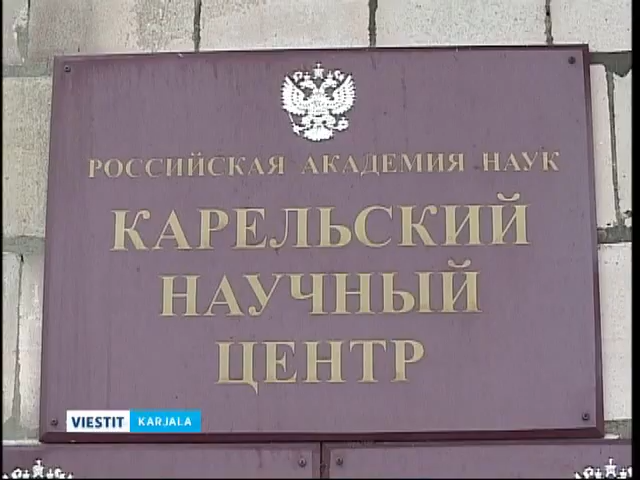 РОССИЙСКАЯ АКАДЕМИЯ НАУК
КАРЕЛЬСКИЙ
НАУЧНЫЙ
ЦЕНТР
VIESTIT KARJALA